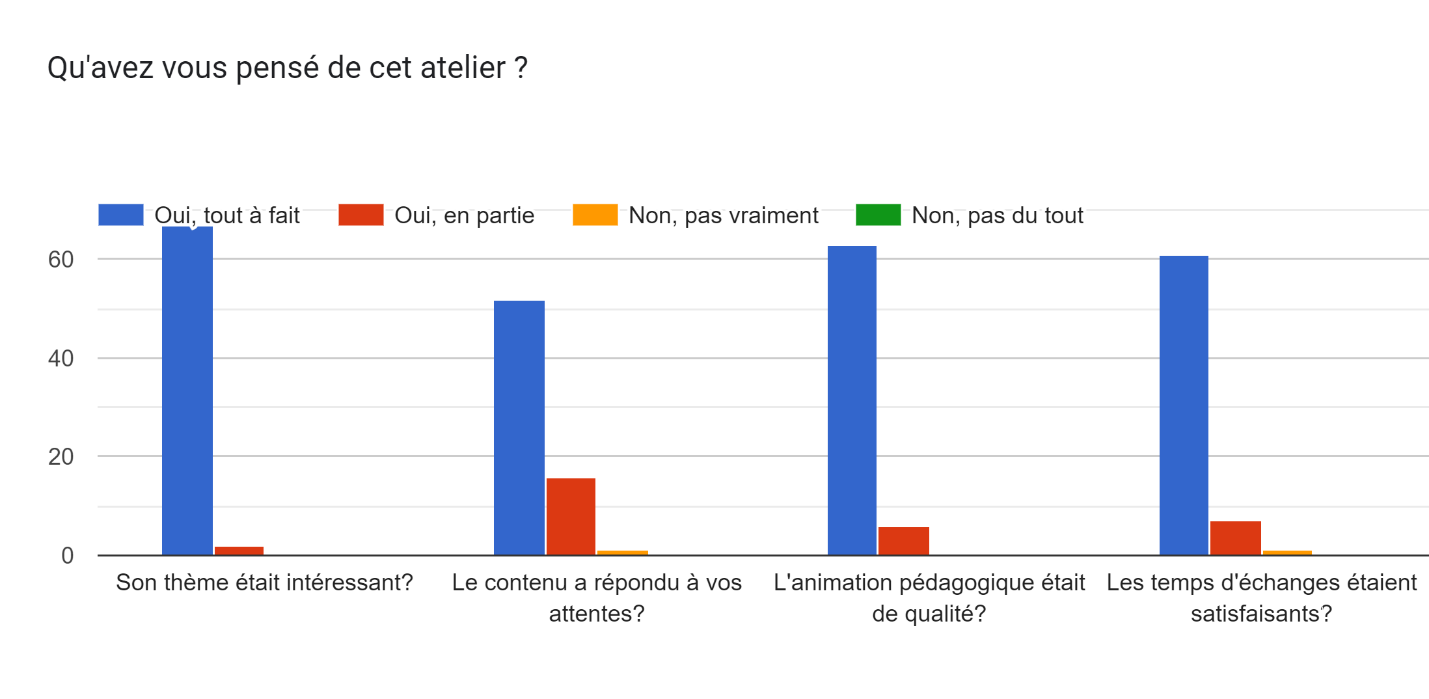 Qu'avez vous pensé de cet atelier ?
Oui, tout à fait
Oui, en partie
Non, pas vraiment
Non, pas du tout
60
40
20
0
Son thème était intéressant?
Le contenu a répondu à vos
attentes?
L'animation pédagogique était
de qualité?
Les temps d'échanges étaient
satisfaisants?